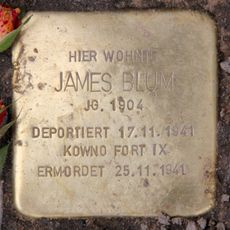 HIER WOHNTE
JAMES BLUM
JG. 1904
DEPORTIERT 17.11.1941
KOWNO FORT IX
ERMORDET 25.11.1941